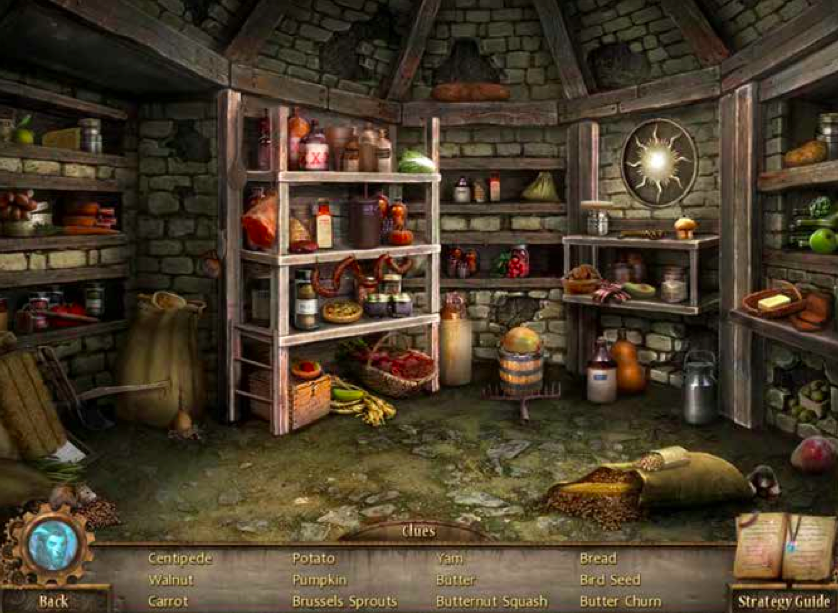 XX
Clues
Centipede Potato Yam Bread
Walnut Pumpkin Butter Bird Seed
Carrot Brussels Sprouts Butternut Squash Butter Churn
Back
Strategy Guide